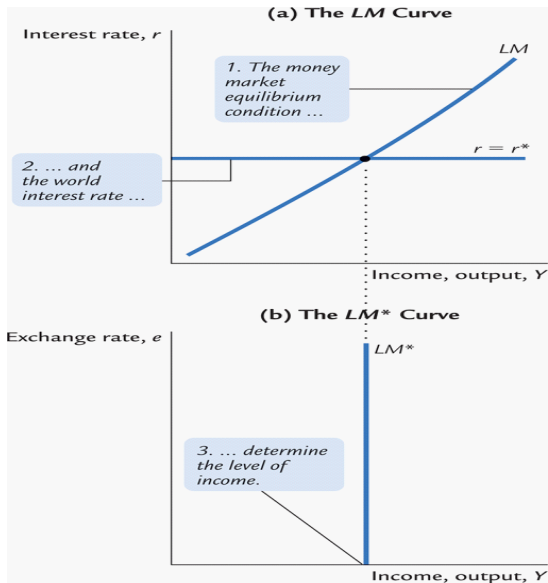 (a) The LM Curve
Interest rate, r
LM
1. The money
market
equilibrium
condition ...
r = r*
2. ... and
the world
interest rate ...
Income, output, Y
(b) The LM* Curve
Exchange rate, e
LM*
3. ... determine
the level of
income.
Income, output, Y